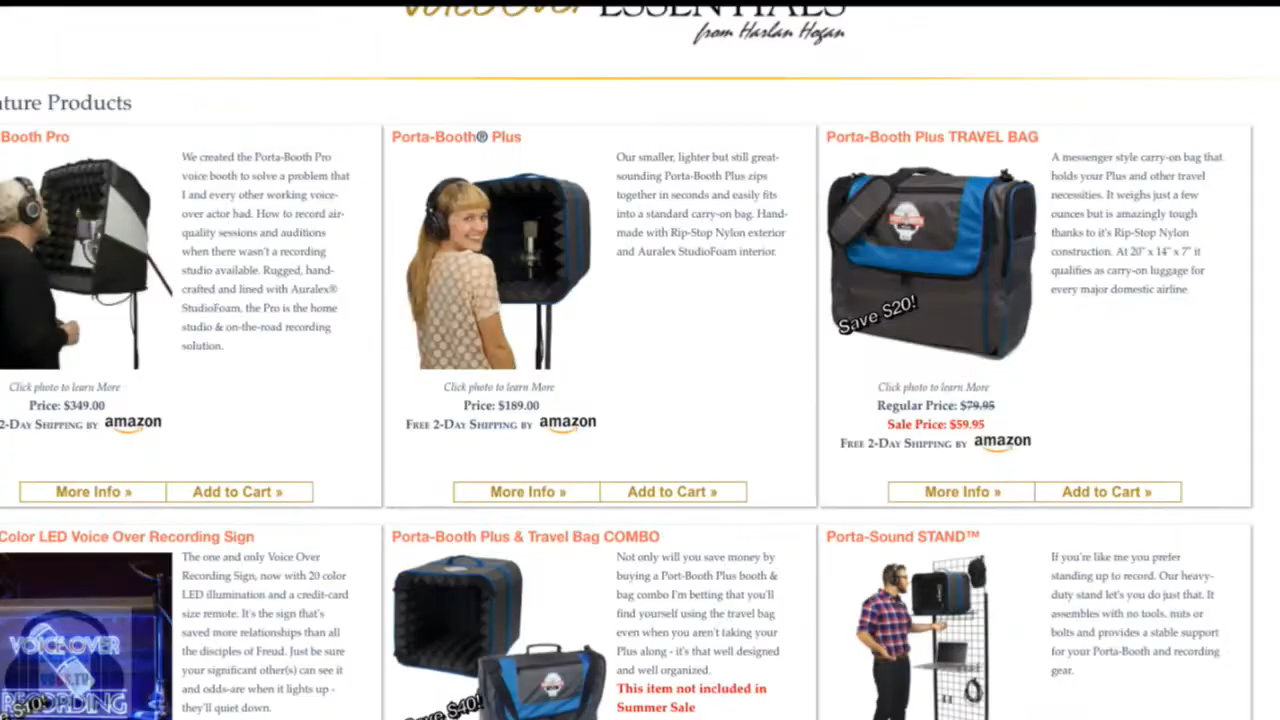 VOICEOVER ESSENTIALS
from Harlan Hogan
ture Products
Booth Pro
We created the Porta-Booth Pro
voice booth to solve a problem that
I and every other working voice-
over actor had. How to record air-
quality sessions and auditions
when there wasn't a recording
studio available. Rugged, hand-
crafted and lined with Auralex®
StudioFoam, the Pro is the home
studio & on-the-road recording
solution.
Click photo to learn More
Price: $349.00
2-Day Shipping by amazon
More Info »
Add to Cart »
Porta-Booth® Plus
Our smaller, lighter but still great-
sounding Porta-Booth Plus zips
together in seconds and easily fits
into a standard carry-on bag. Hand-
made with Rip-Stop Nylon exterior
and Auralex StudioFoam interior.
Click photo to learn More
Price: $189.00
Free 2-Day Shipping by amazon
More Info »
Add to Cart »
Porta-Booth Plus TRAVEL BAG
A messenger style carry-on bag that
holds your Plus and other travel
necessities. It weighs just a few
ounces but is amazingly tough
thanks to it's Rip-Stop Nylon
construction. At 20" x 14" x 7" it
qualifies as carry-on luggage for
every major domestic airline.
Save $20!
Click photo to learn More
Regular Price: $79.95
Sale Price: $59.95
Free 2-Day Shipping by amazon
More Info »
Add to Cart »
Color LED Voice Over Recording Sign
The one and only Voice Over
Recording Sign, now with 20 color
LED illumination and a credit-card
size remote. It's the sign that's
saved more relationships than all
the disciples of Freud. Just be sure
your significant other(s) can see it
and odds-are when it lights up -
they'll quiet down.
VOICE OVER
RECORDING
$10!
Porta-Booth Plus & Travel Bag COMBO
Not only will you save money by
buying a Port-Booth Plus booth &
bag combo I'm betting that you'll
find yourself using the travel bag
even when you aren't taking your
Plus along - it's that well designed
and well organized.
This item not included in
Summer Sale
Save $40!
Porta-Sound STAND™
If you're like me you prefer
standing up to record. Our heavy-
duty stand let's you do just that. It
assembles with no tools, nuts or
bolts and provides a stable support
for your Porta-Booth and recording
gear.